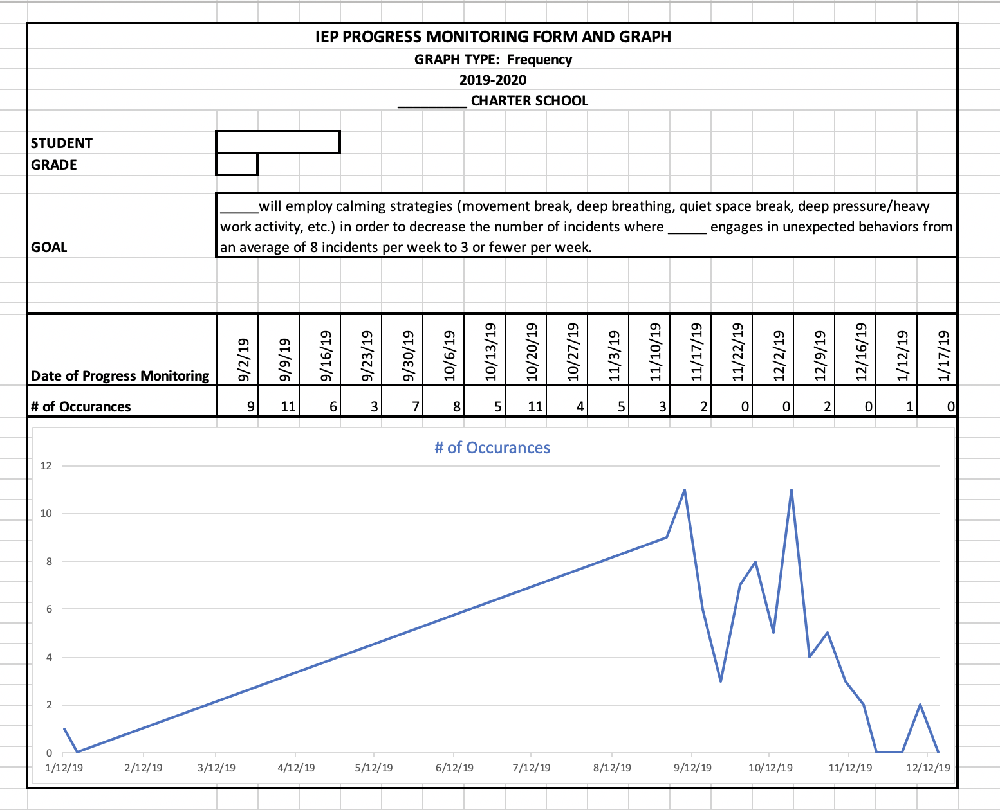 IEP PROGRESS MONITORING FORM AND GRAPH
GRAPH TYPE: Frequency
2019-2020
_________ CHARTER SCHOOL
STUDENT
GRADE
GOAL
_____will employ calming strategies (movement break, deep breathing, quiet space break, deep pressure/heavy
work activity, etc.) in order to decrease the number of incidents where _____ engages in unexpected behaviors from
an average of 8 incidents per week to 3 or fewer per week.
Date of Progress Monitoring 9/2/19 9/9/19 9/16/19 9/23/19 9/30/19 10/6/19 10/13/19 10/20/19 10/27/19 11/3/19 11/10/19 11/17/19 11/22/19 12/2/19 12/9/19 12/16/19 1/12/19 1/17/19
# of Occurances 9 11 6 3 7 8 5 11 4 5 3 2 0 0 2 0 1 0
# of Occurances
12
10
8
6
4
2
0
1/12/19 2/12/19 3/12/19 4/12/19 5/12/19 6/12/19 7/12/19 8/12/19 9/12/19 10/12/19 11/12/19 12/12/19